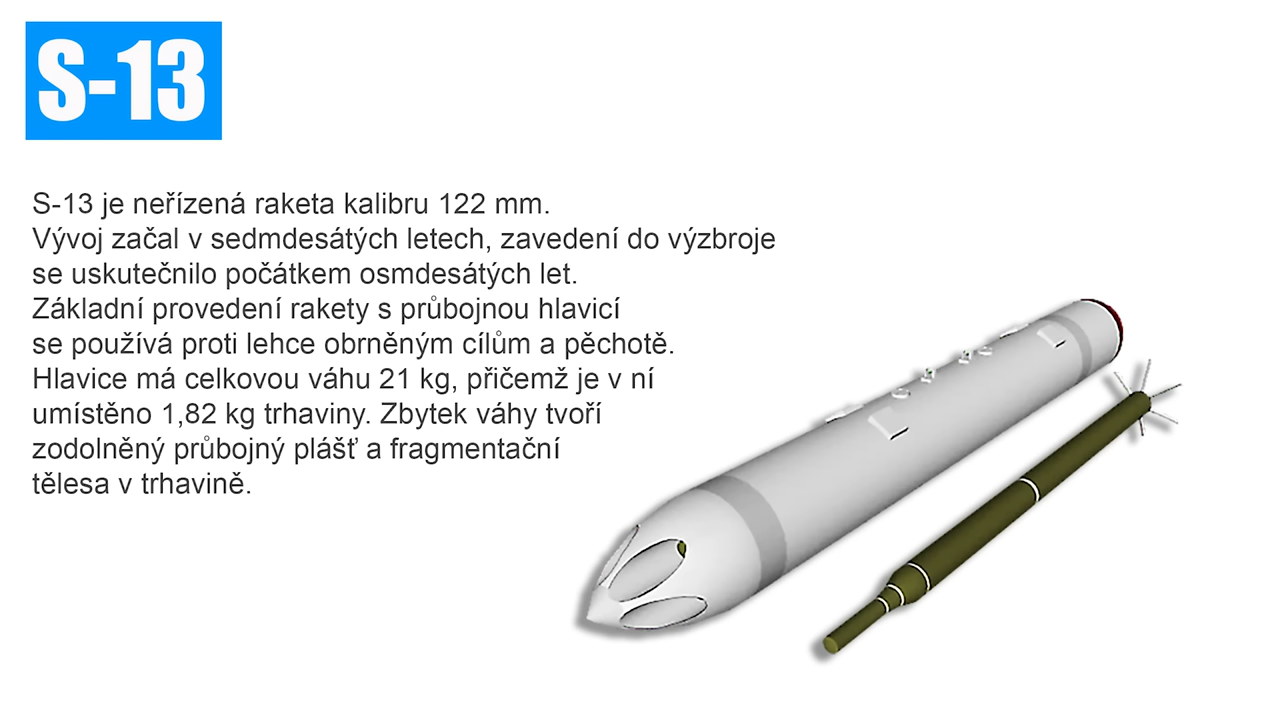 S-13
S-13 je neřízená raketa kalibru 122 mm.
Vývoj začal v sedmdesátých letech, zavedení do výzbroje
se uskutečnilo počátkem osmdesátých let.
Základní provedení rakety s průbojnou hlavicí
se používá proti lehce obrněným cílům a pěchotě.
Hlavice má celkovou váhu 21 kg, přičemž je v ní
umístěno 1,82 kg trhaviny. Zbytek váhy tvoří
zodolněný průbojný plášť a fragmentační
tělesa v trhavině.